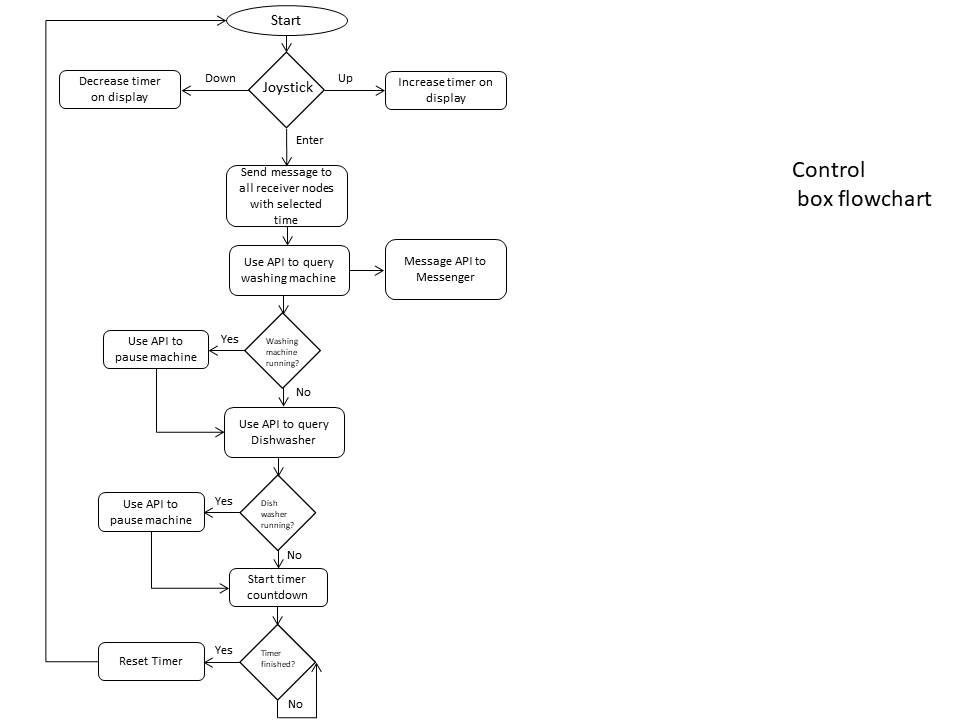 Start
Joystick
Down
Up
Decrease timer
on display
Increase timer on
display
Enter
Send message to
all receiver nodes
with selected
time
Control
box flowchart
Use API to query
washing machine
Message API to
Messenger
Washing
machine
running?
Yes
Use API to
pause machine
No
Use API to query
Dishwasher
Dish
washer
running?
Yes
Use API to
pause machine
No
Start timer
countdown
Timer
finished?
Yes
Reset Timer
No